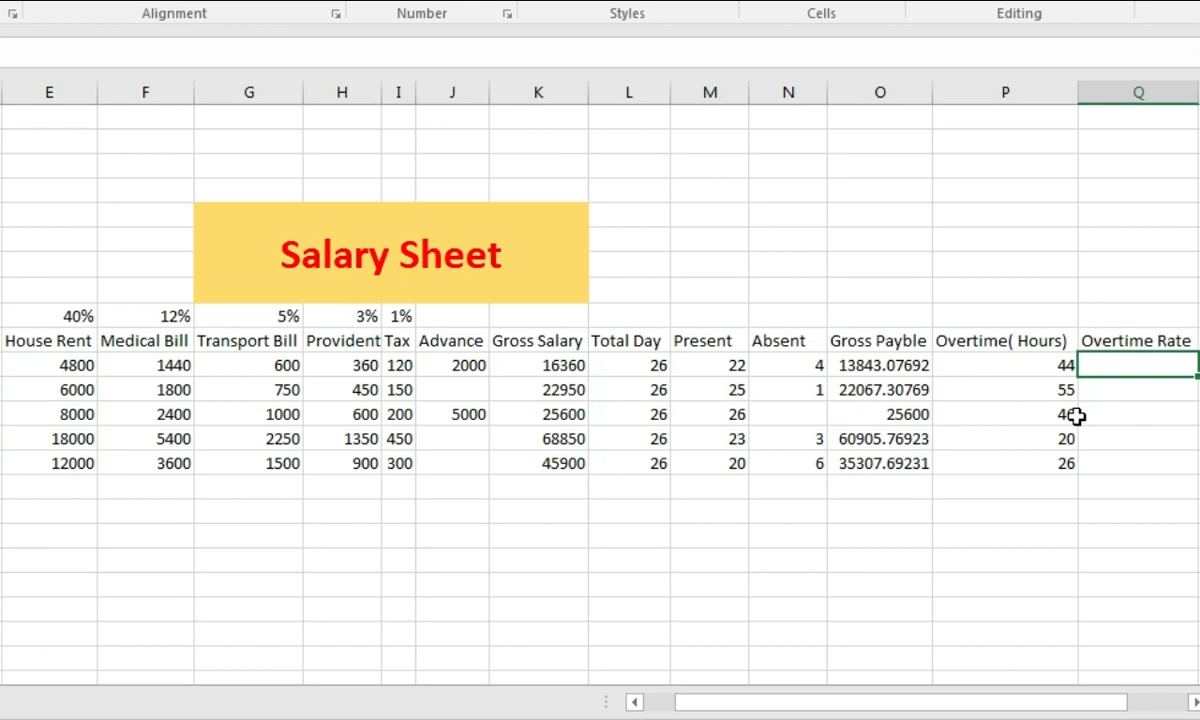 Alignment Number Styles Cells Editing
E F G H I J K L M N O P Q
Salary Sheet
40% 12% 5% 3% 1%
House Rent Medical Bill Transport Bill Provident Tax Advance Gross Salary Total Day Present Absent Gross Payble Overtime( Hours) Overtime Rate
4800 1440 600 360 120 2000 16360 26 22 4 13843.07692 44
6000 1800 750 450 150 22950 26 25 1 22067.30769 55
8000 2400 1000 600 200 5000 25600 26 26 25600 46
18000 5400 2250 1350 450 68850 26 23 3 60905.76923 20
12000 3600 1500 900 300 45900 26 20 6 35307.69231 26